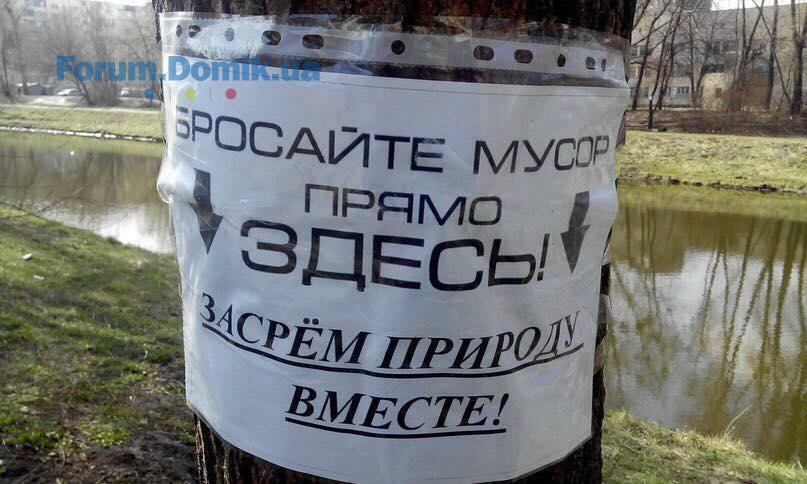 Forum.Domik.ua
БРОСАЙТЕ МУСОР
ПРЯМО
ЗДЕСЬ!
ЗАСРЁМ ПРИРОДУ
ВМЕСТЕ!